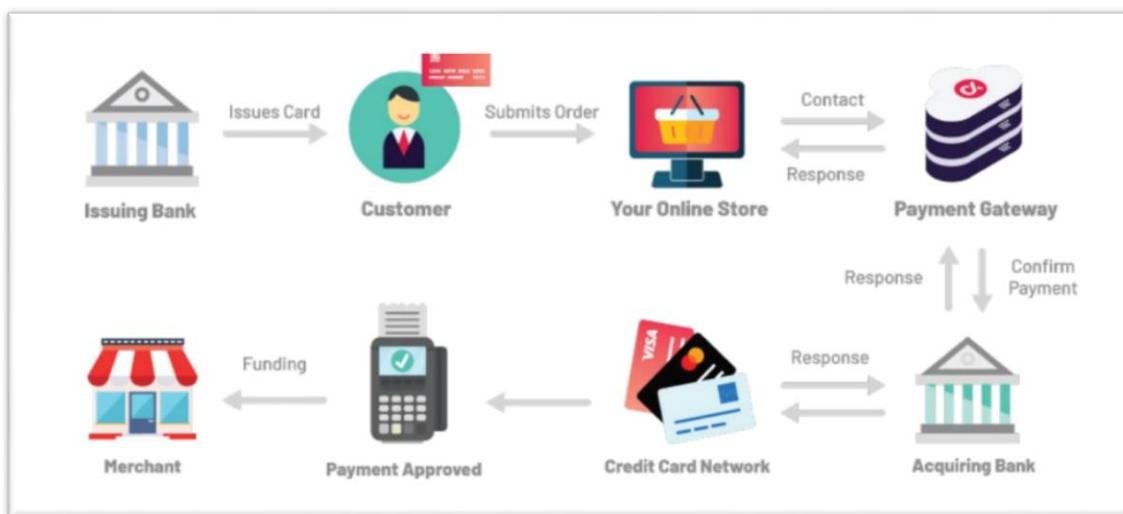 Issues Card
Submits Order
Contact
Response
Issuing Bank
Customer
Your Online Store
Payment Gateway
Response
Confirm
Payment
VISA
Funding
Response
Merchant
Payment Approved
Credit Card Network
Acquiring Bank